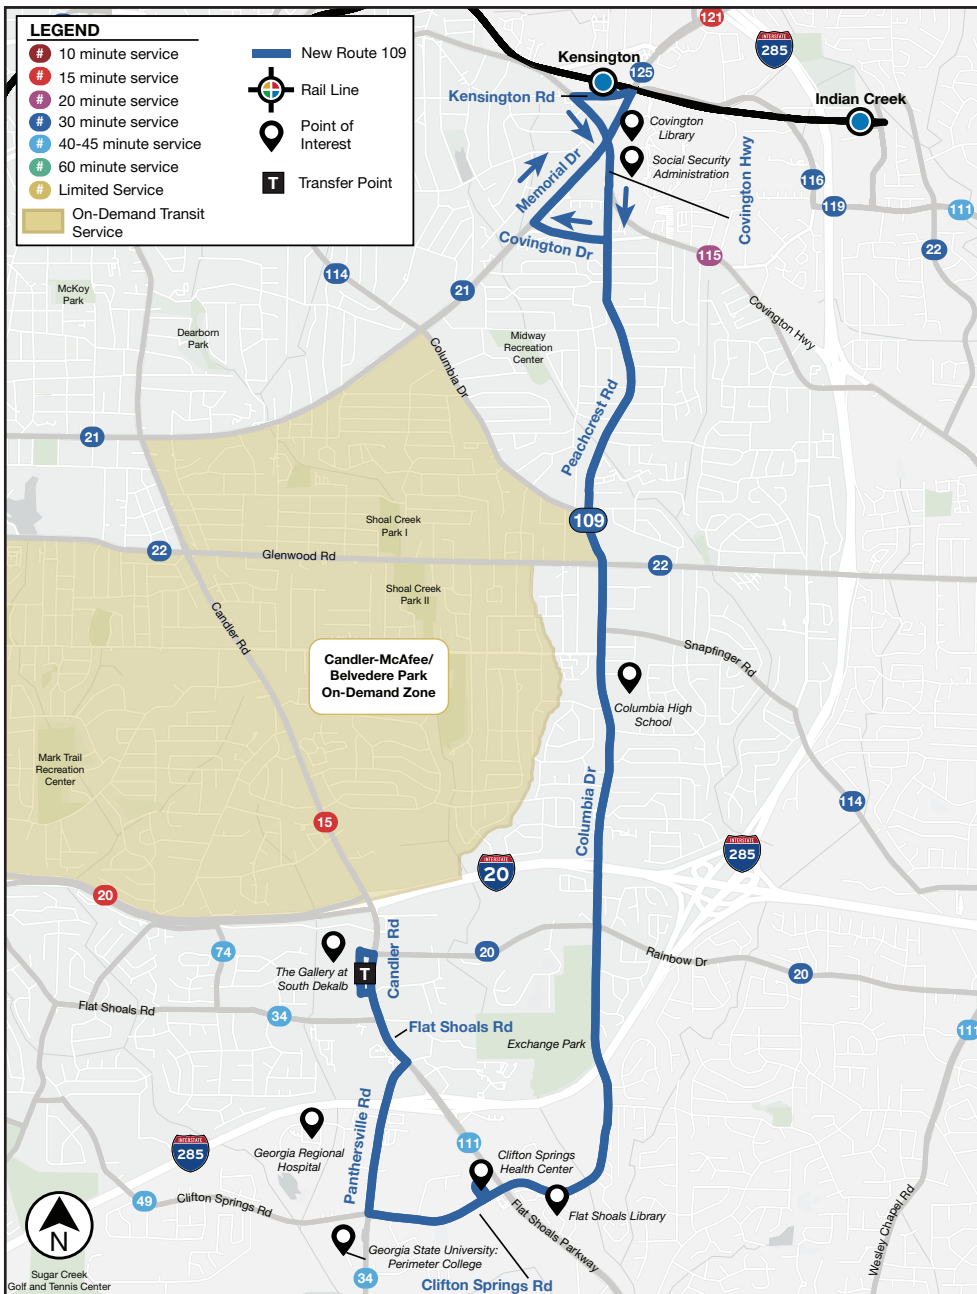 LEGEND
# 10 minute service
# 15 minute service
# 20 minute service
# 30 minute service
# 40-45 minute service
# 60 minute service
# Limited Service
On-Demand Transit
Service
New Route 109
Rail Line
Point of
Interest
T Transfer Point
121
INTERSTATE
285
Kensington
125
Kensington Rd
Indian Creek
Covington
Library
Social Security
Administration
Memorial Dr
Covington Hwy
116
119
111
Covington Dr
115
22
114
21
McKoy
Park
Dearborn
Park
Midway
Recreation
Center
Covington Hwy
Columbia Dr
Peachcrest Rd
21
109
Shoal Creek
Park I
22
Glenwood Rd
22
Shoal Creek
Park II
Candler Rd
Snapfinger Rd
Candler-McAfee/
Belvedere Park
On-Demand Zone
Columbia High
School
Mark Trail
Recreation
Center
15
Columbia Dr
114
INTERSTATE
285
INTERSTATE
20
20
74
The Gallery at
South Dekalb
T
Candler Rd
20
Rainbow Dr
20
Flat Shoals Rd
34
Flat Shoals Rd
Exchange Park
111
Panthersville Rd
Georgia Regional
Hospital
111
INTERSTATE
285
Clifton Springs
Health Center
49
Clifton Springs Rd
Flat Shoals Library
Flat Shoals Parkway
Wesley Chapel Rd
N
Georgia State University:
Perimeter College
34
Clifton Springs Rd
Sugar Creek
Golf and Tennis Center